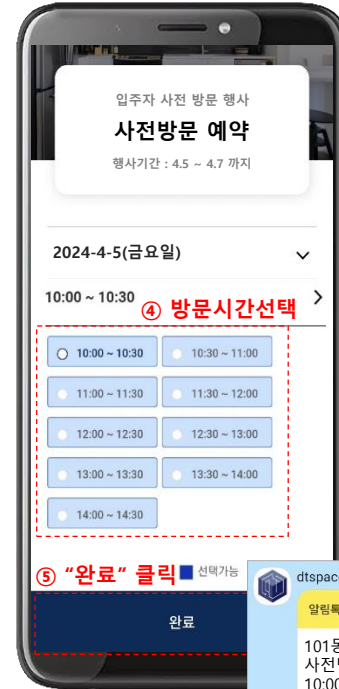 입주자 사전 방문 행사
사전방문 예약
행사기간 : 4.5 ~ 4.7 까지
2024-4-5(금요일)
10:00 ~ 10:30
④ 방문시간선택
10:00 ~ 10:30
10:30 ~ 11:00
11:00 ~ 11:30
11:30 ~ 12:00
12:00 ~ 12:30
12:30 ~ 13:00
13:00 ~ 13:30
13:30 ~ 14:00
14:00 ~ 14:30
⑤ "완료" 클릭
선택가능
완료
dtspac
알림톡
101동
사전
10:00